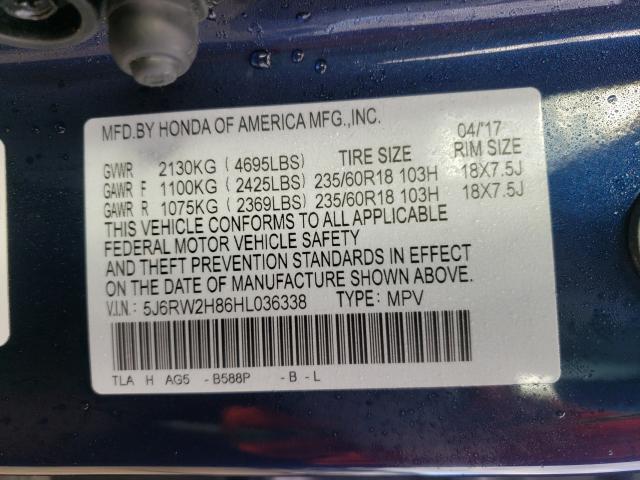 MFD.BY HONDA OF AMERICA MFG.,INC. 04/'17
GVWR 2130KG (4695LBS) TIRE SIZE RIM SIZE
GAWR F 1100KG (2425LBS) 235/60R18 103H 18X7.5J
GAWR R 1075KG (2369LBS) 235/60R18 103H 18X7.5J
THIS VEHICLE CONFORMS TO ALL APPLICABLE
FEDERAL MOTOR VEHICLE SAFETY
AND THEFT PREVENTION STANDARDS IN EFFECT
ON THE DATE OF MANUFACTURE SHOWN ABOVE.
V.I.N.: 5J6RW2H86HL036338 TYPE: MPV
TLA H AG5 -B588P -B-L